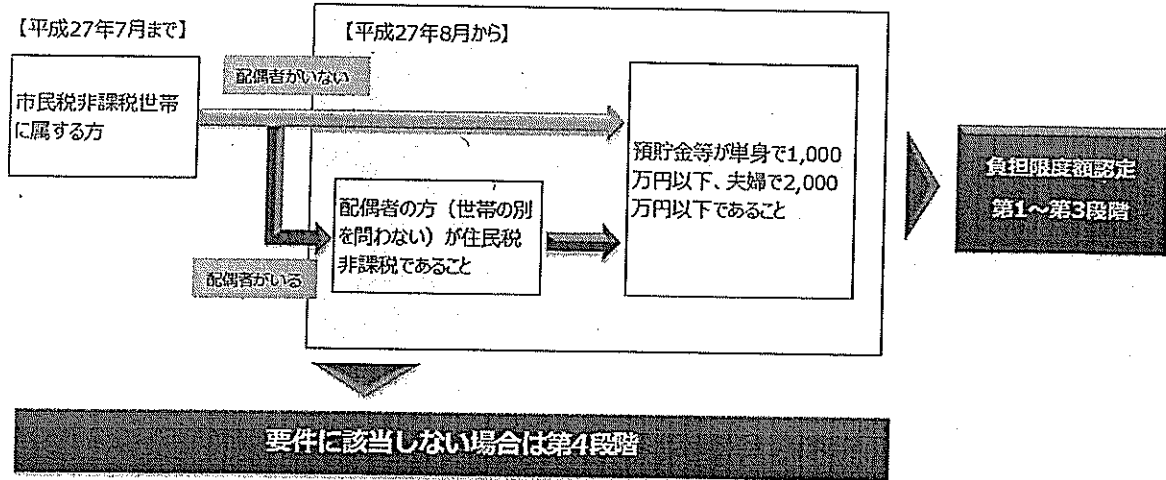 【平成27年7月まで】
市民税非課税世帯
に属する方
【平成27年8月から】
配偶者がいない
配偶者の方（世帯の別
を問わない）が住民税
非課税であること
配偶者がいる
預貯金等が単身で1,000
万円以下、夫婦で2,000
万円以下であること
負担限度額認定
第1～第3段階
要件に該当しない場合は第4段階